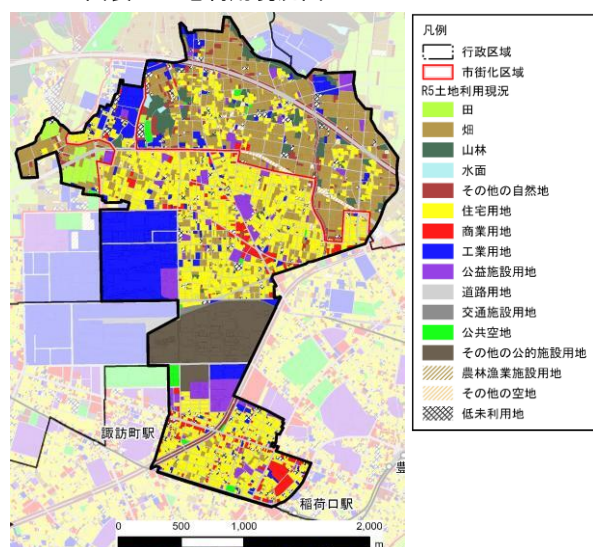 凡例
行政区域
市街化区域
R5土地利用現況
田
畑
山林
水面
その他の自然地
住宅用地
商業用地
工業用地
公益施設用地
道路用地
交通施設用地
公共空地
その他の公的施設用地
農林漁業施設用地
その他の空地
低未利用地
諏訪町駅
豊
稲荷口駅
0 500 1,000 2,000
m